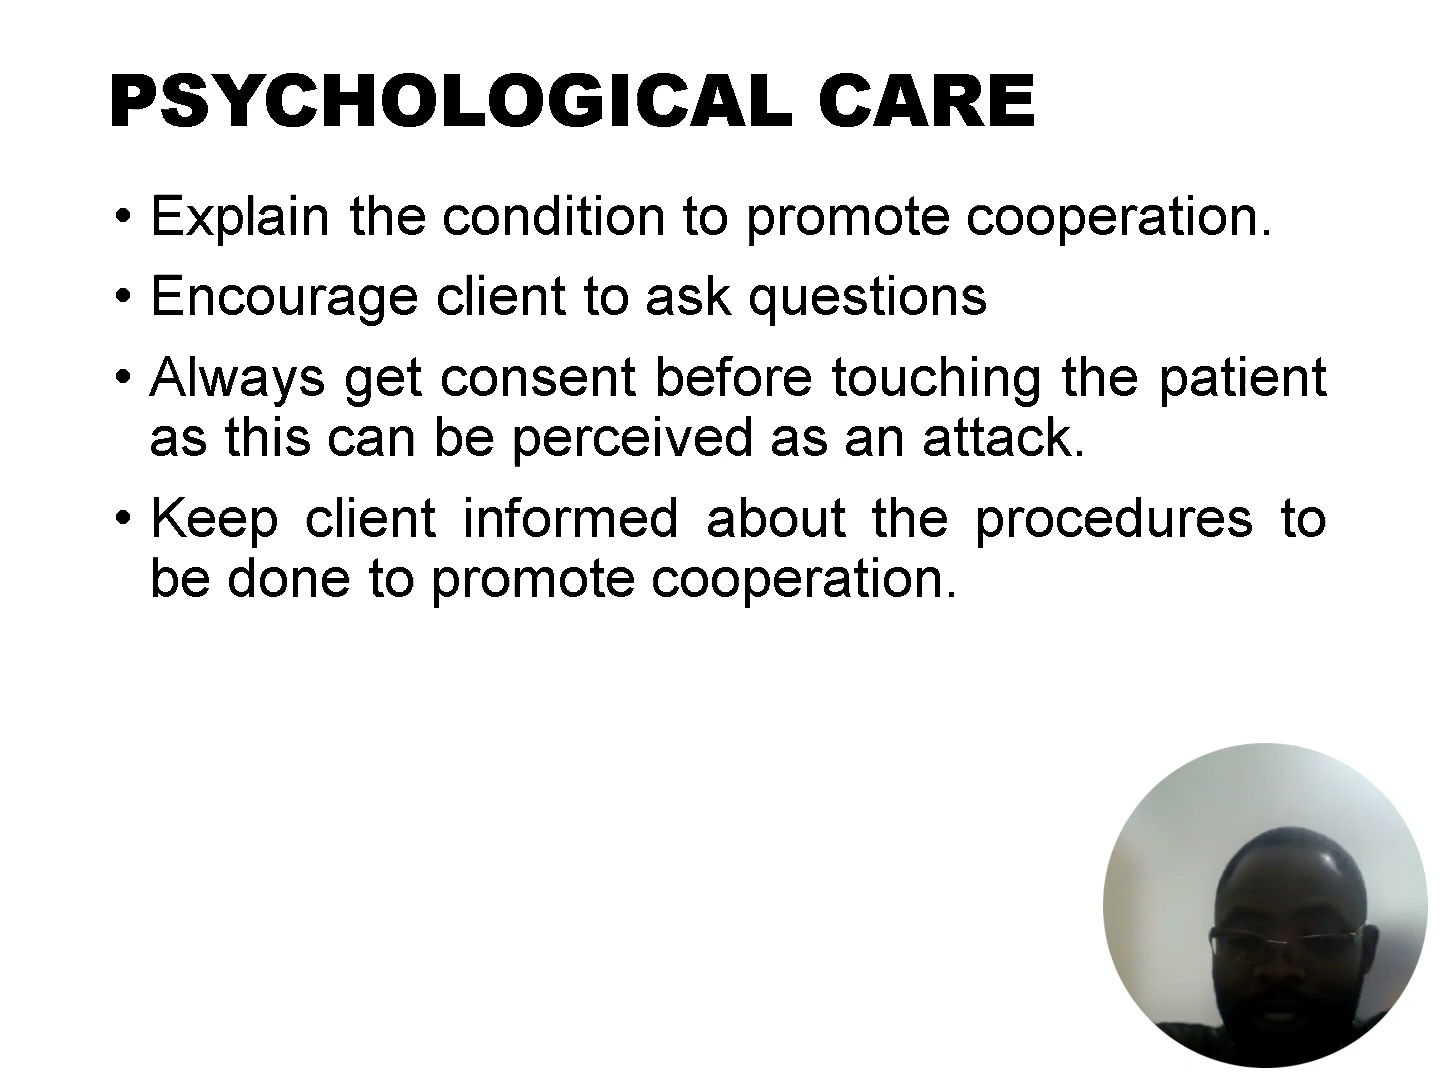 PSYCHOLOGICAL CARE
• Explain the condition to promote cooperation.
• Encourage client to ask questions
• Always get consent before touching the patient
as this can be perceived as an attack.
• Keep client informed about the procedures to
be done to promote cooperation.